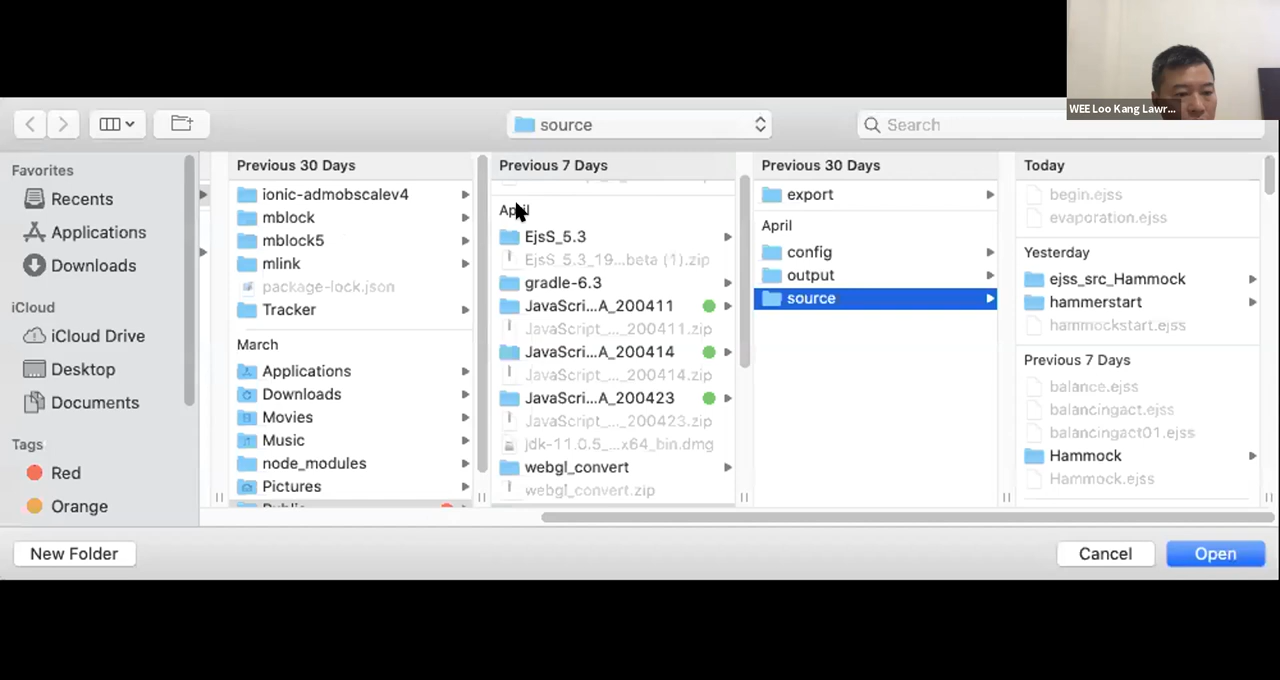 WEE Loo Kang Lawr...
source
Search
Favorites
Recents
Applications
Downloads
iCloud
iCloud Drive
Desktop
Documents
Tags
Red
Orange
Previous 30 Days
ionic-admobscalev4
mblock
mblock5
mlink
package-lock.json
Tracker
March
Applications
Downloads
Movies
Music
node_modules
Pictures
Previous 7 Days
April
EjsS_5.3
EjsS_5.3_19...beta (1).zip
gradle-6.3
JavaScri...A_200411
JavaScript_..._200411.zip
JavaScri...A_200414
JavaScript_..._200414.zip
JavaScri...A_200423
JavaScript_..._200423.zip
jdk-11.0.5_...x64_bin.dmg
webgl_convert
webgl_convert.zip
Previous 30 Days
export
April
config
output
source
Today
begin.ejss
evaporation.ejss
Yesterday
ejss_src_Hammock
hammerstart
hammockstart.ejss
Previous 7 Days
balance.ejss
balancingact.ejss
balancingact01.ejss
Hammock
Hammock.ejss
New Folder
Cancel
Open